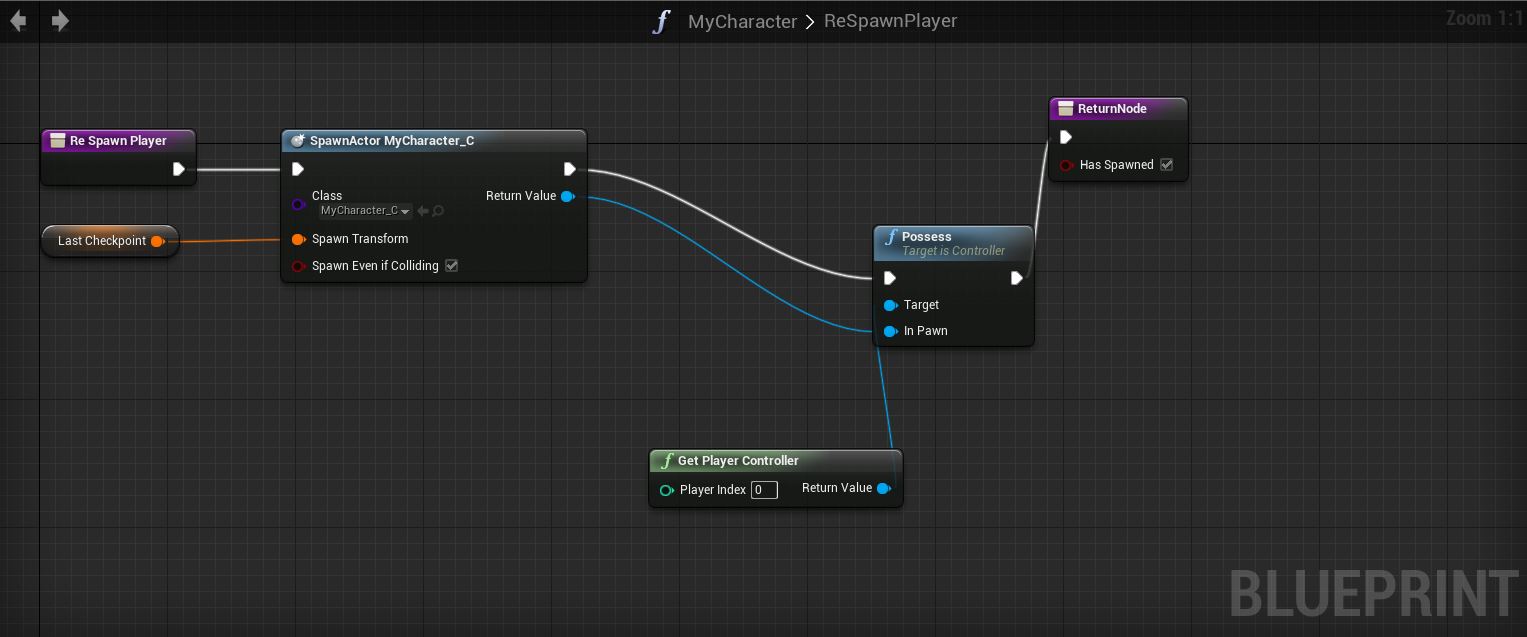 MyCharacter > ReSpawnPlayer
Zoom 1:1
Re Spawn Player
Last Checkpoint
SpawnActor MyCharacter_C
Class
MyCharacter_C
Return Value
Spawn Transform
Spawn Even if Colliding
Possess
Target is Controller
Target
In Pawn
ReturnNode
Has Spawned
Get Player Controller
Player Index 0
Return Value
BLUEPRINT